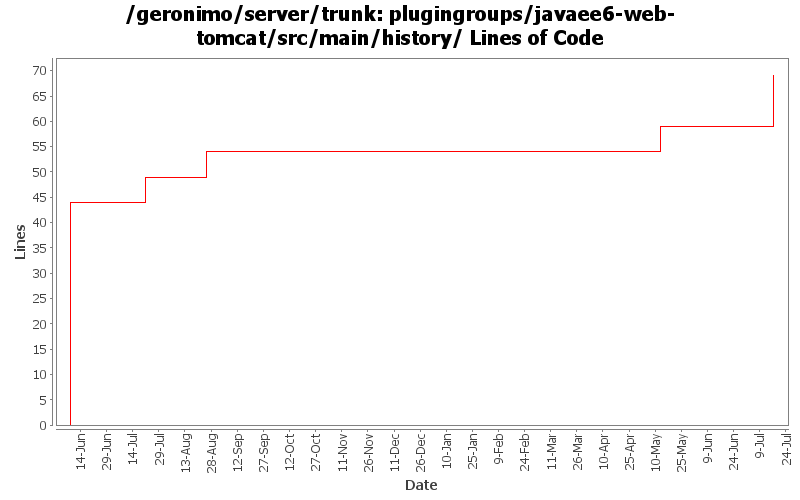 /geronimo/server/trunk: plugingroups/javaee6-web-
tomcat/src/main/history/ Lines of Code
Lines
70
65
60
55
50
45
40
35
30
25
20
15
10
5
0
14-Jun
29-Jun
14-Jul
29-Jul
13-Aug
28-Aug
12-Sep
27-Sep
12-Oct
27-Oct
11-Nov
26-Nov
11-Dec
26-Dec
10-Jan
25-Jan
9-Feb
24-Feb
11-Mar
26-Mar
10-Apr
25-Apr
10-May
25-May
9-Jun
24-Jun
9-Jul
24-Jul
Date